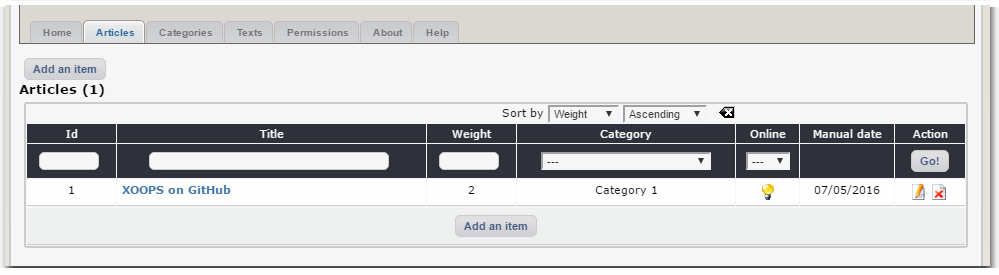 Home Articles Categories Texts Permissions About Help
Add an item
Articles (1)
Sort by Weight Ascending
Id Title Weight Category Online Manual date Action
--- --- Go!
1 XOOPS on GitHub 2 Category 1 07/05/2016
Add an item